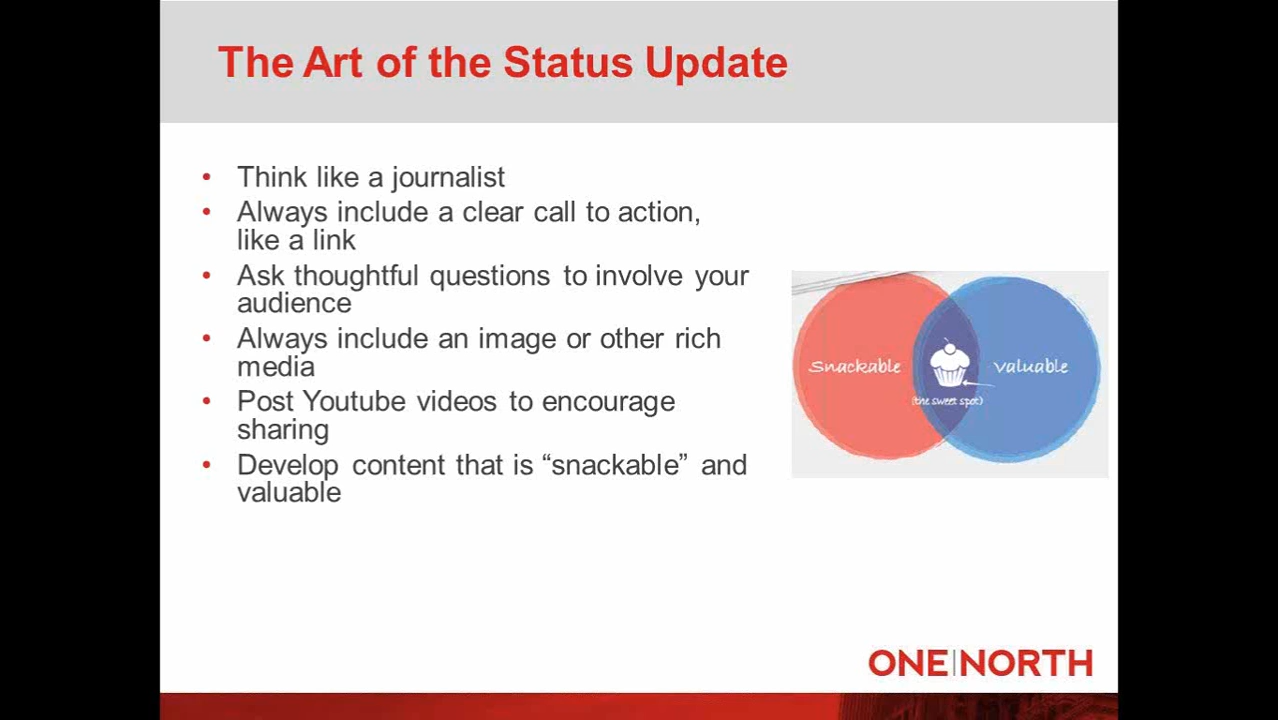 The Art of the Status Update
• Think like a journalist
• Always include a clear call to action,
like a link
• Ask thoughtful questions to involve your
audience
• Always include an image or other rich
media
• Post Youtube videos to encourage
sharing
• Develop content that is “snackable” and
valuable
Snackable
Valuable
(the sweet spot)
ONE|NORTH